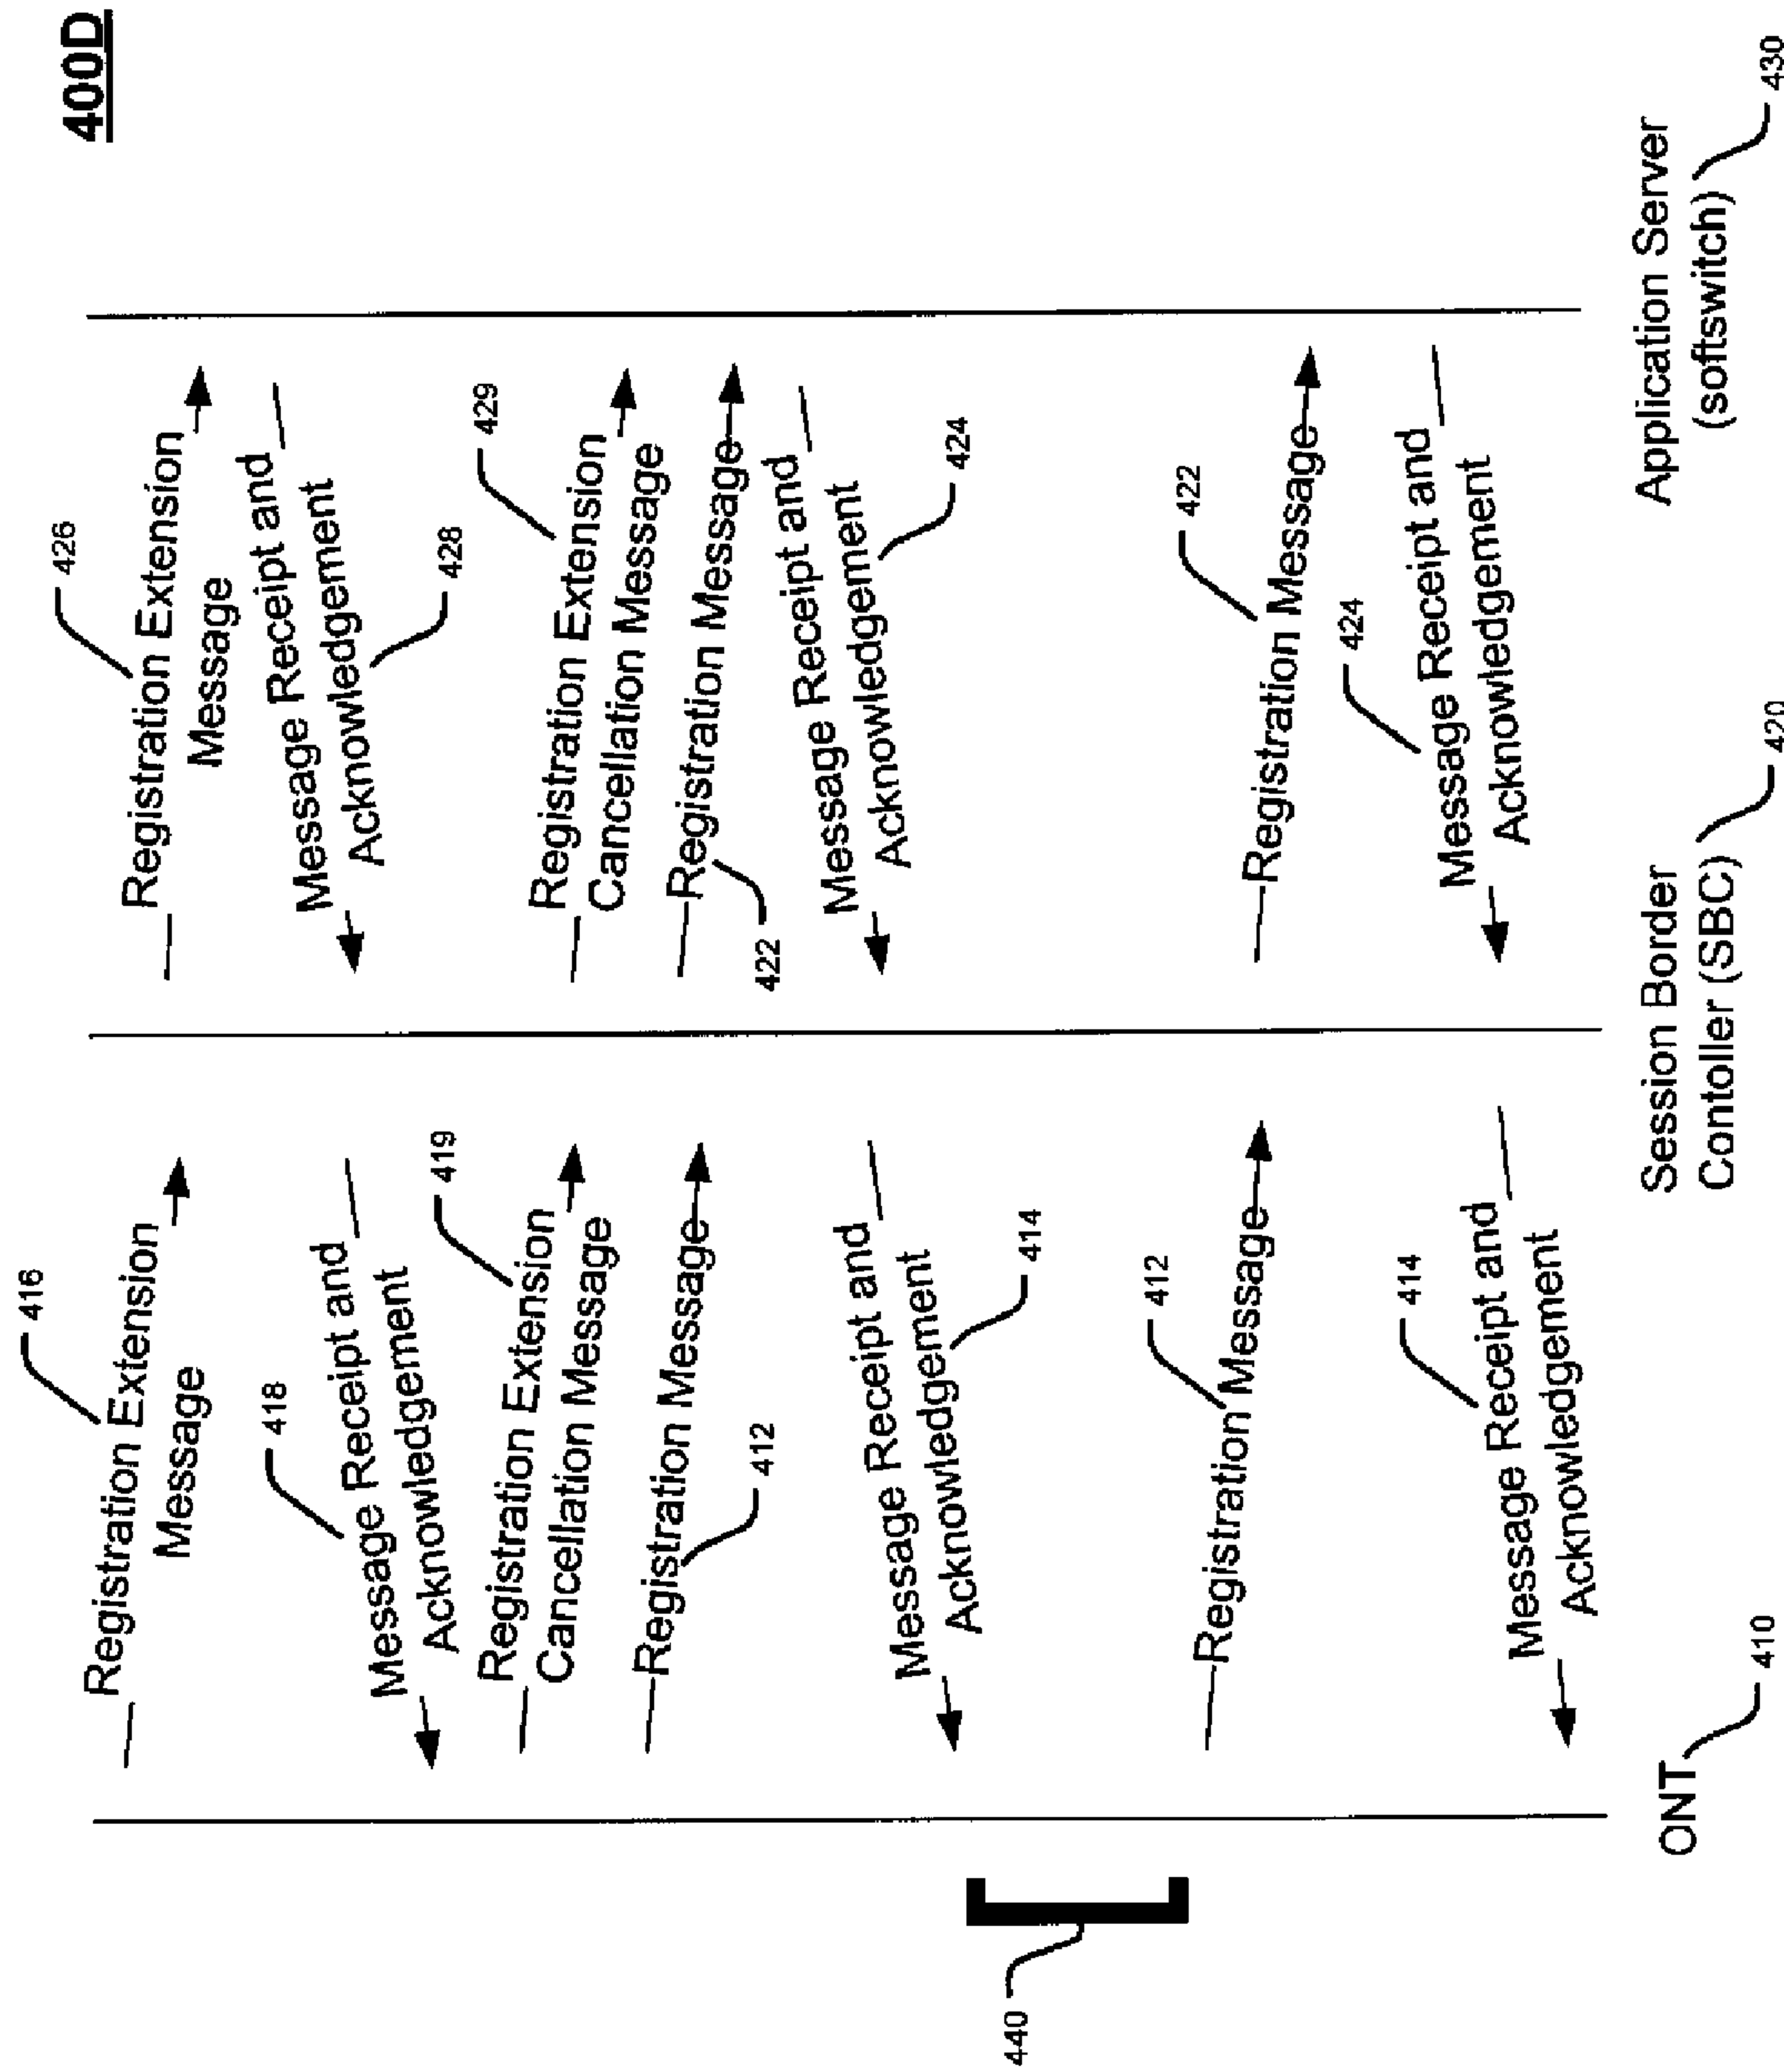 400D
416
Registration Extension
Message
426
Registration Extension
Message
Message Receipt and
Acknowledgement
428
418
Message Receipt and
Acknowledgement
419
Registration Extension
Cancellation Message
429
Registration Extension
Cancellation Message
Registration Message
412
Registration Message
422
Message Receipt and
Acknowledgement
424
Message Receipt and
Acknowledgement
414
440
412
Registration Message
422
Registration Message
424
Message Receipt and
Acknowledgement
414
Message Receipt and
Acknowledgement
ONT
410
Session Border
Contoller (SBC)
420
Application Server
(softswitch)
430